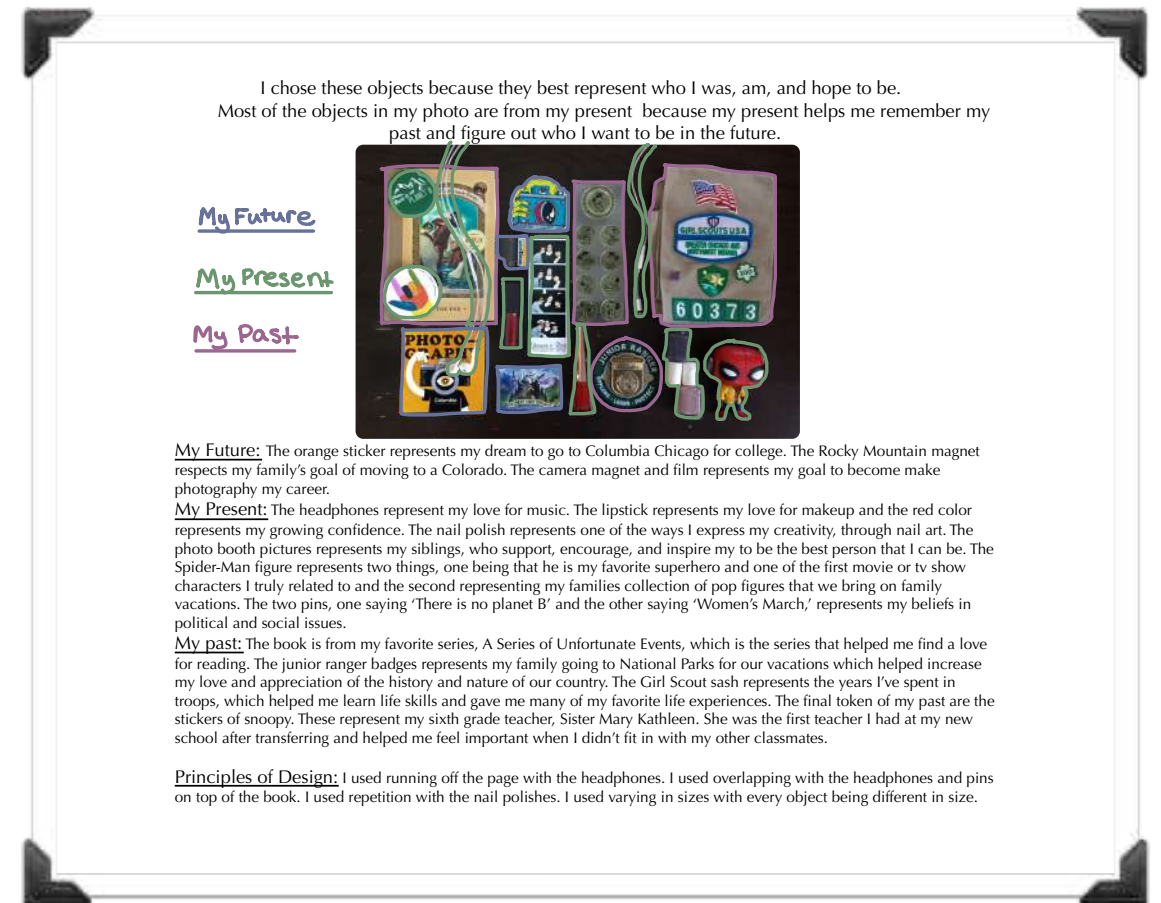 I chose these objects because they best represent who I was, am, and hope to be.
Most of the objects in my photo are from my present because my present helps me remember my
past and figure out who I want to be in the future.
My Future
My Present
My Past
PHOTO-
GRAPHY
Columbia
GIRL SCOUTS USA
GREATER CHICAGO AND
NORTHWEST INDIANA
60373
JUNIOR RANGER
EXPLORE · LEARN · PROTECT
My Future: The orange sticker represents my dream to go to Columbia Chicago for college. The Rocky Mountain magnet
respects my family's goal of moving to a Colorado. The camera magnet and film represents my goal to become make
photography my career.
My Present: The headphones represent my love for music. The lipstick represents my love for makeup and the red color
represents my growing confidence. The nail polish represents one of the ways I express my creativity, through nail art. The
photo booth pictures represents my siblings, who support, encourage, and inspire my to be the best person that I can be. The
Spider-Man figure represents two things, one being that he is my favorite superhero and one of the first movie or tv show
characters I truly related to and the second representing my families collection of pop figures that we bring on family
vacations. The two pins, one saying 'There is no planet B' and the other saying 'Women's March,' represents my beliefs in
political and social issues.
My past: The book is from my favorite series, A Series of Unfortunate Events, which is the series that helped me find a love
for reading. The junior ranger badges represents my family going to National Parks for our vacations which helped increase
my love and appreciation of the history and nature of our country. The Girl Scout sash represents the years I've spent in
troops, which helped me learn life skills and gave me many of my favorite life experiences. The final token of my past are the
stickers of snoopy. These represent my sixth grade teacher, Sister Mary Kathleen. She was the first teacher I had at my new
school after transferring and helped me feel important when I didn't fit in with my other classmates.
Principles of Design: I used running off the page with the headphones. I used overlapping with the headphones and pins
on top of the book. I used repetition with the nail polishes. I used varying in sizes with every object being different in size.